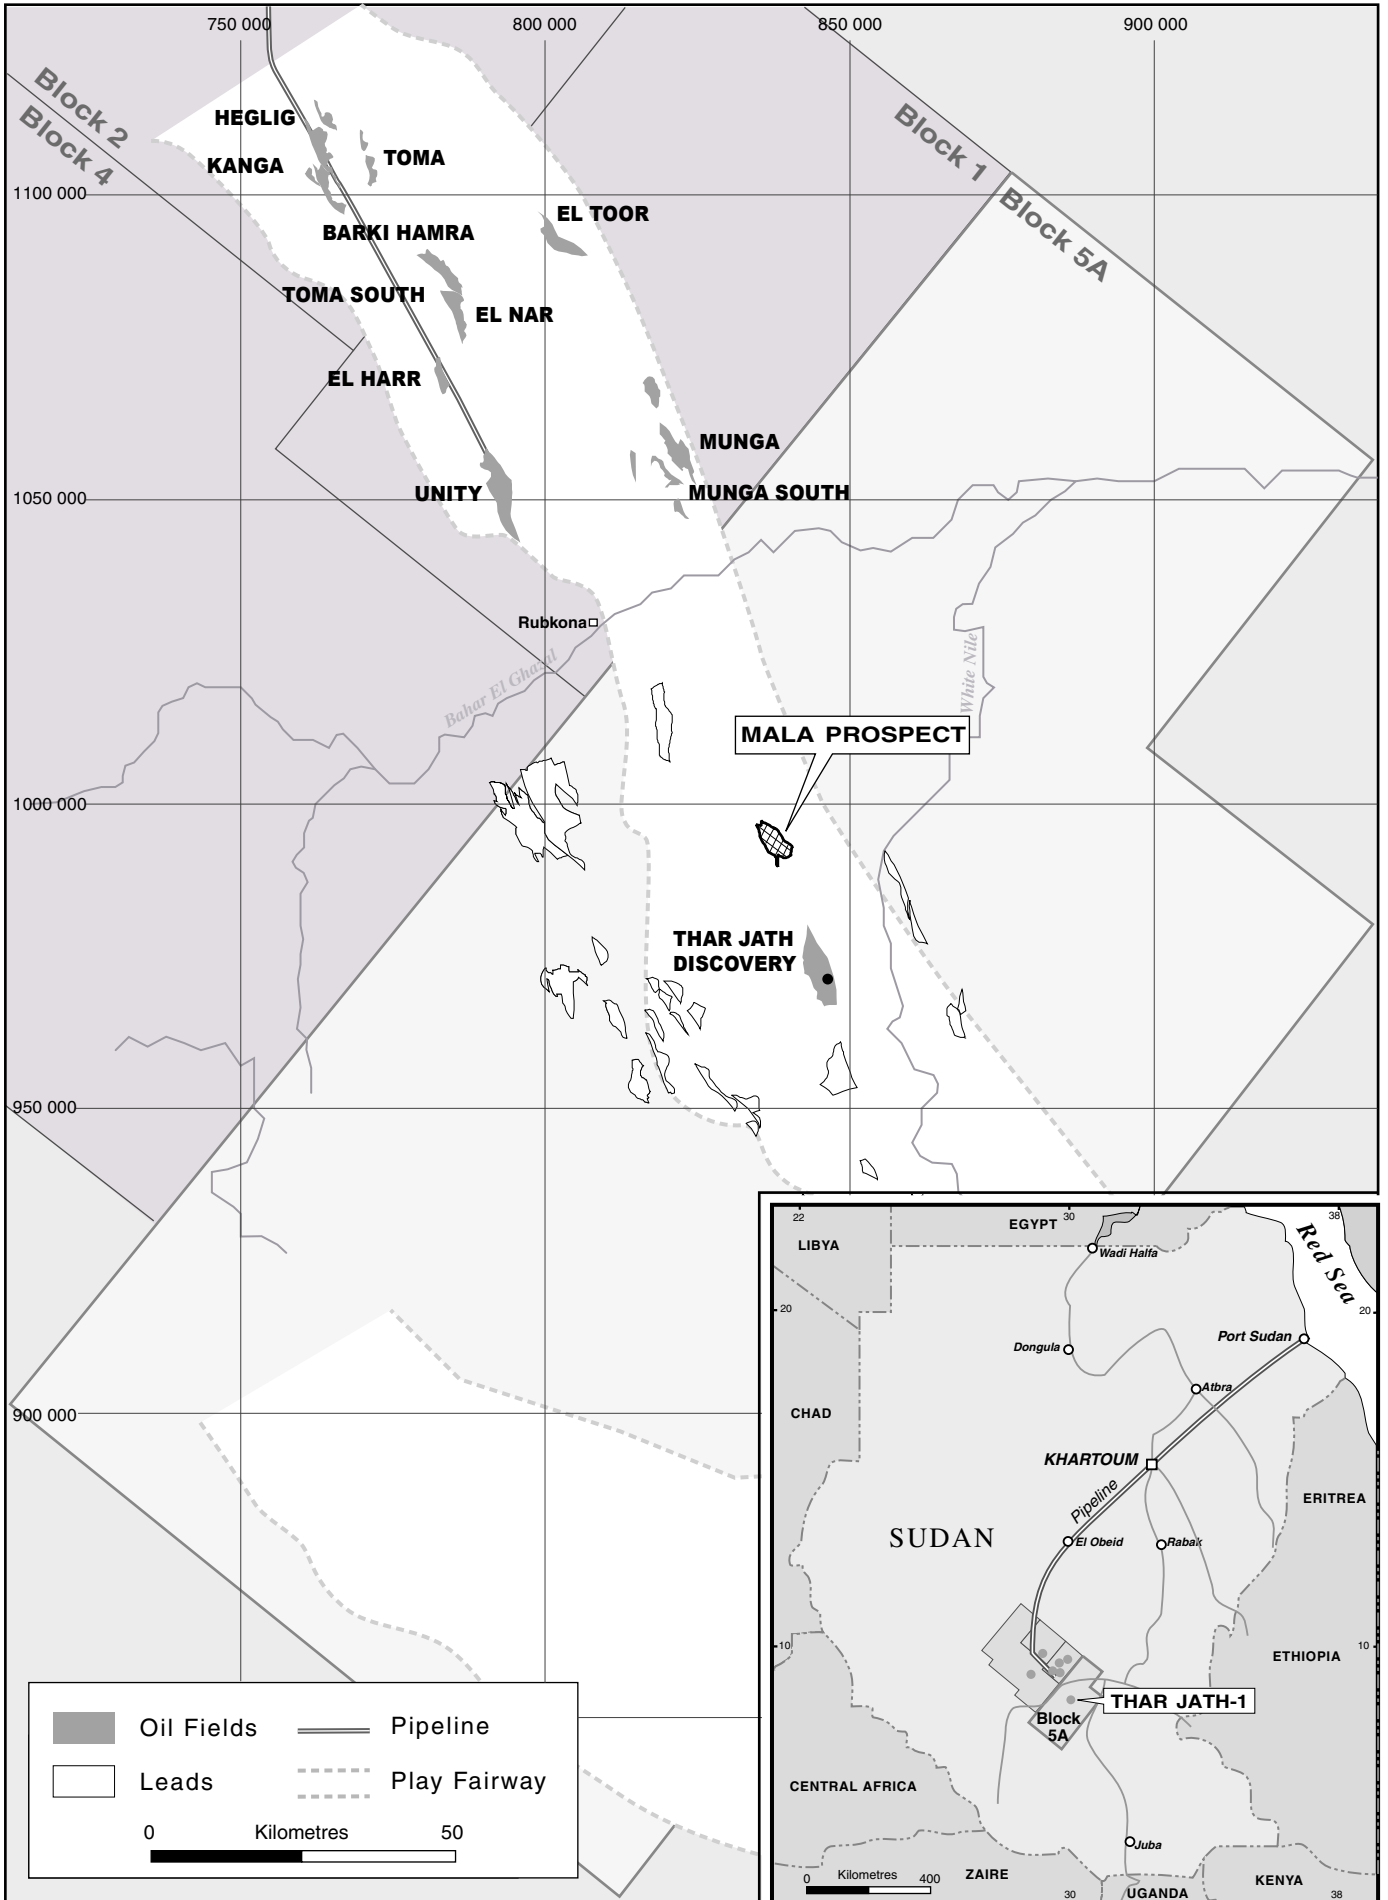 750 000
800 000
850 000
900 000
Block 2
Block 4
Block 1
Block 5A
HEGLIG
TOMA
KANGA
1100 000
EL TOOR
BARKI HAMRA
TOMA SOUTH
EL NAR
EL HARR
MUNGA
UNITY
MUNGA SOUTH
1050 000
Rubkona
Bahar El Ghazal
White Nile
MALA PROSPECT
1000 000
THAR JATH
DISCOVERY
950 000
900 000
Oil Fields
Pipeline
Leads
Play Fairway
0 Kilometres 50
22
30
38
EGYPT
LIBYA
Wadi Halfa
Red Sea
20
20
Dongula
Port Sudan
Atbra
CHAD
KHARTOUM
Pipeline
ERITREA
SUDAN
El Obeid
Rabak
10
10
ETHIOPIA
THAR JATH-1
Block
5A
CENTRAL AFRICA
Juba
0 Kilometres 400
ZAIRE
KENYA
30
UGANDA
38